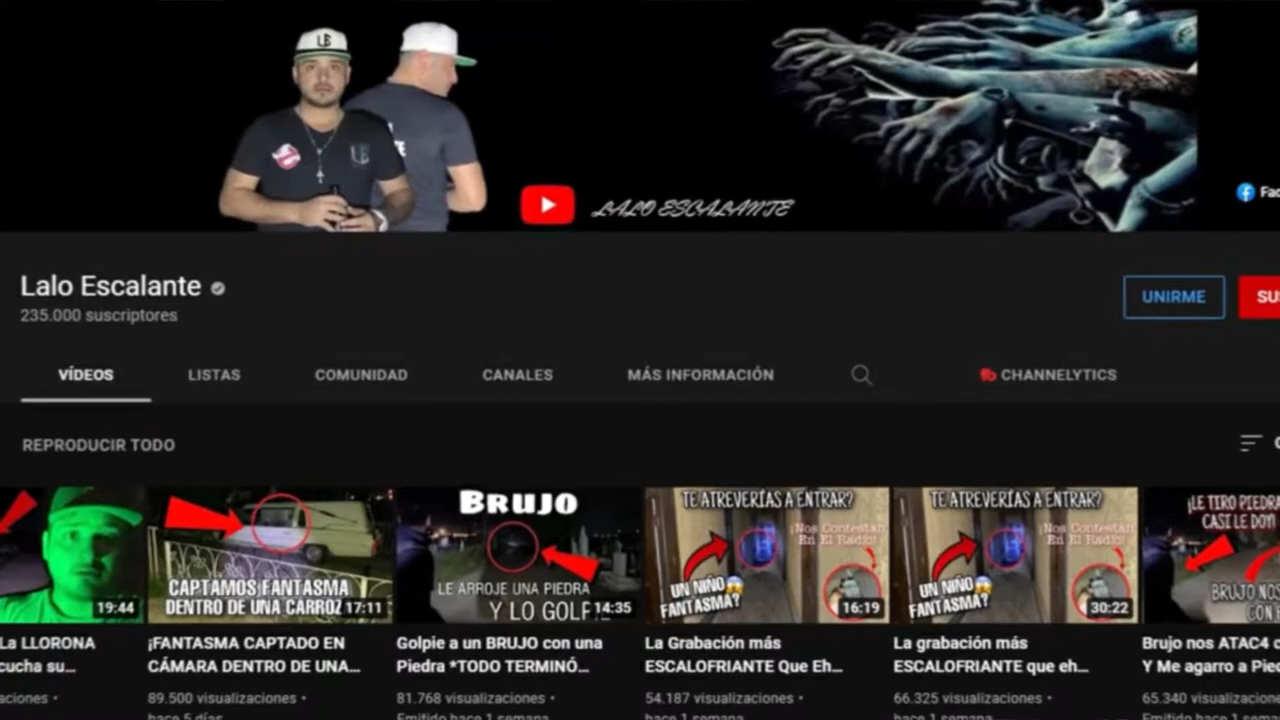 LALO ESCALANTE
Lalo Escalante
235.000 suscriptores
UNIRME
VÍDEOS
LISTAS
COMUNIDAD
CANALES
MÁS INFORMACIÓN
CHANNELYTICS
REPRODUCIR TODO
19:44
CAPTAMOS FANTASMA
DENTRO DE UNA CARROZ
17:11
BRUJO
LE ARROJE UNA PIEDRA
Y LO GOLP
14:35
TE ATREVERÍAS A ENTRAR?
¡Nos Contestan
En El Radio!
UN NIÑO
FANTASMA?
16:19
TE ATREVERÍAS A ENTRAR?
¡Nos Contestan
En El Radio!
UN NIÑO
FANTASMA?
30:22
¡LE TIRO PIEDRA
CASI LE DOY
BRUJO NOS
La LLORONA
cucha su...
¡FANTASMA CAPTADO EN
CÁMARA DENTRO DE UNA...
89.500 visualizaciones •
hace 5 días
Golpie a un BRUJO con una
Piedra *TODO TERMINÓ...
81.768 visualizaciones •
Emitido hace 1 semana
La Grabación más
ESCALOFRIANTE Que Eh...
54.187 visualizaciones •
hace 1 semana
La grabación más
ESCALOFRIANTE que eh...
66.325 visualizaciones •
hace 1 semana
Brujo nos ATAC4
Y Me agarro a
65.340
Emitido hace 1 semana